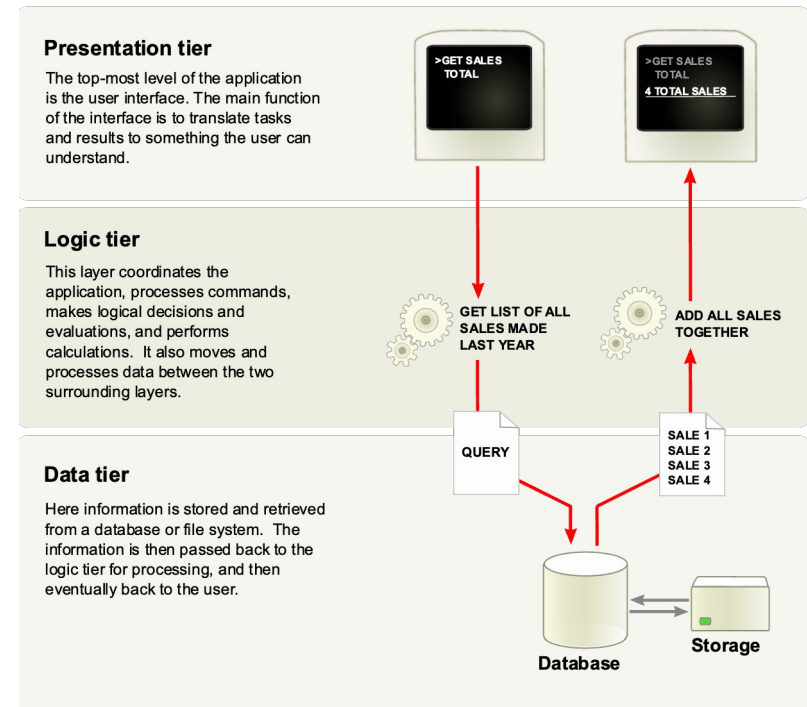 Presentation tier
The top-most level of the application
is the user interface. The main function
of the interface is to translate tasks
and results to something the user can
understand.
>GET SALES
TOTAL
>GET SALES
TOTAL
4 TOTAL SALES
Logic tier
This layer coordinates the
application, processes commands,
makes logical decisions and
evaluations, and performs
calculations.  It also moves and
processes data between the two
surrounding layers.
GET LIST OF ALL
SALES MADE
LAST YEAR
ADD ALL SALES
TOGETHER
QUERY
SALE 1
SALE 2
SALE 3
SALE 4
Data tier
Here information is stored and retrieved
from a database or file system.  The
information is then passed back to the
logic tier for processing, and then
eventually back to the user.
Database
Storage